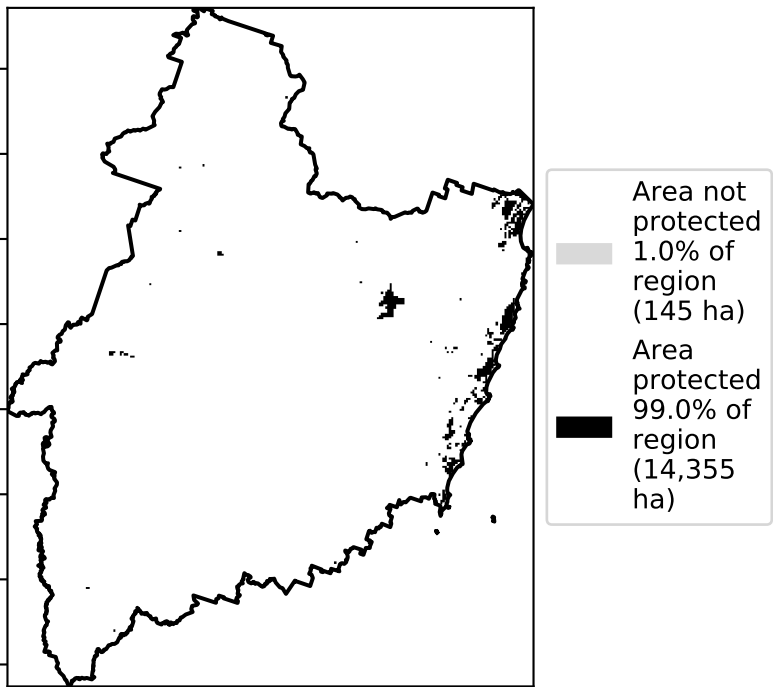 Area not
protected
1.0% of
region
(145 ha)
Area
protected
99.0% of
region
(14,355
ha)